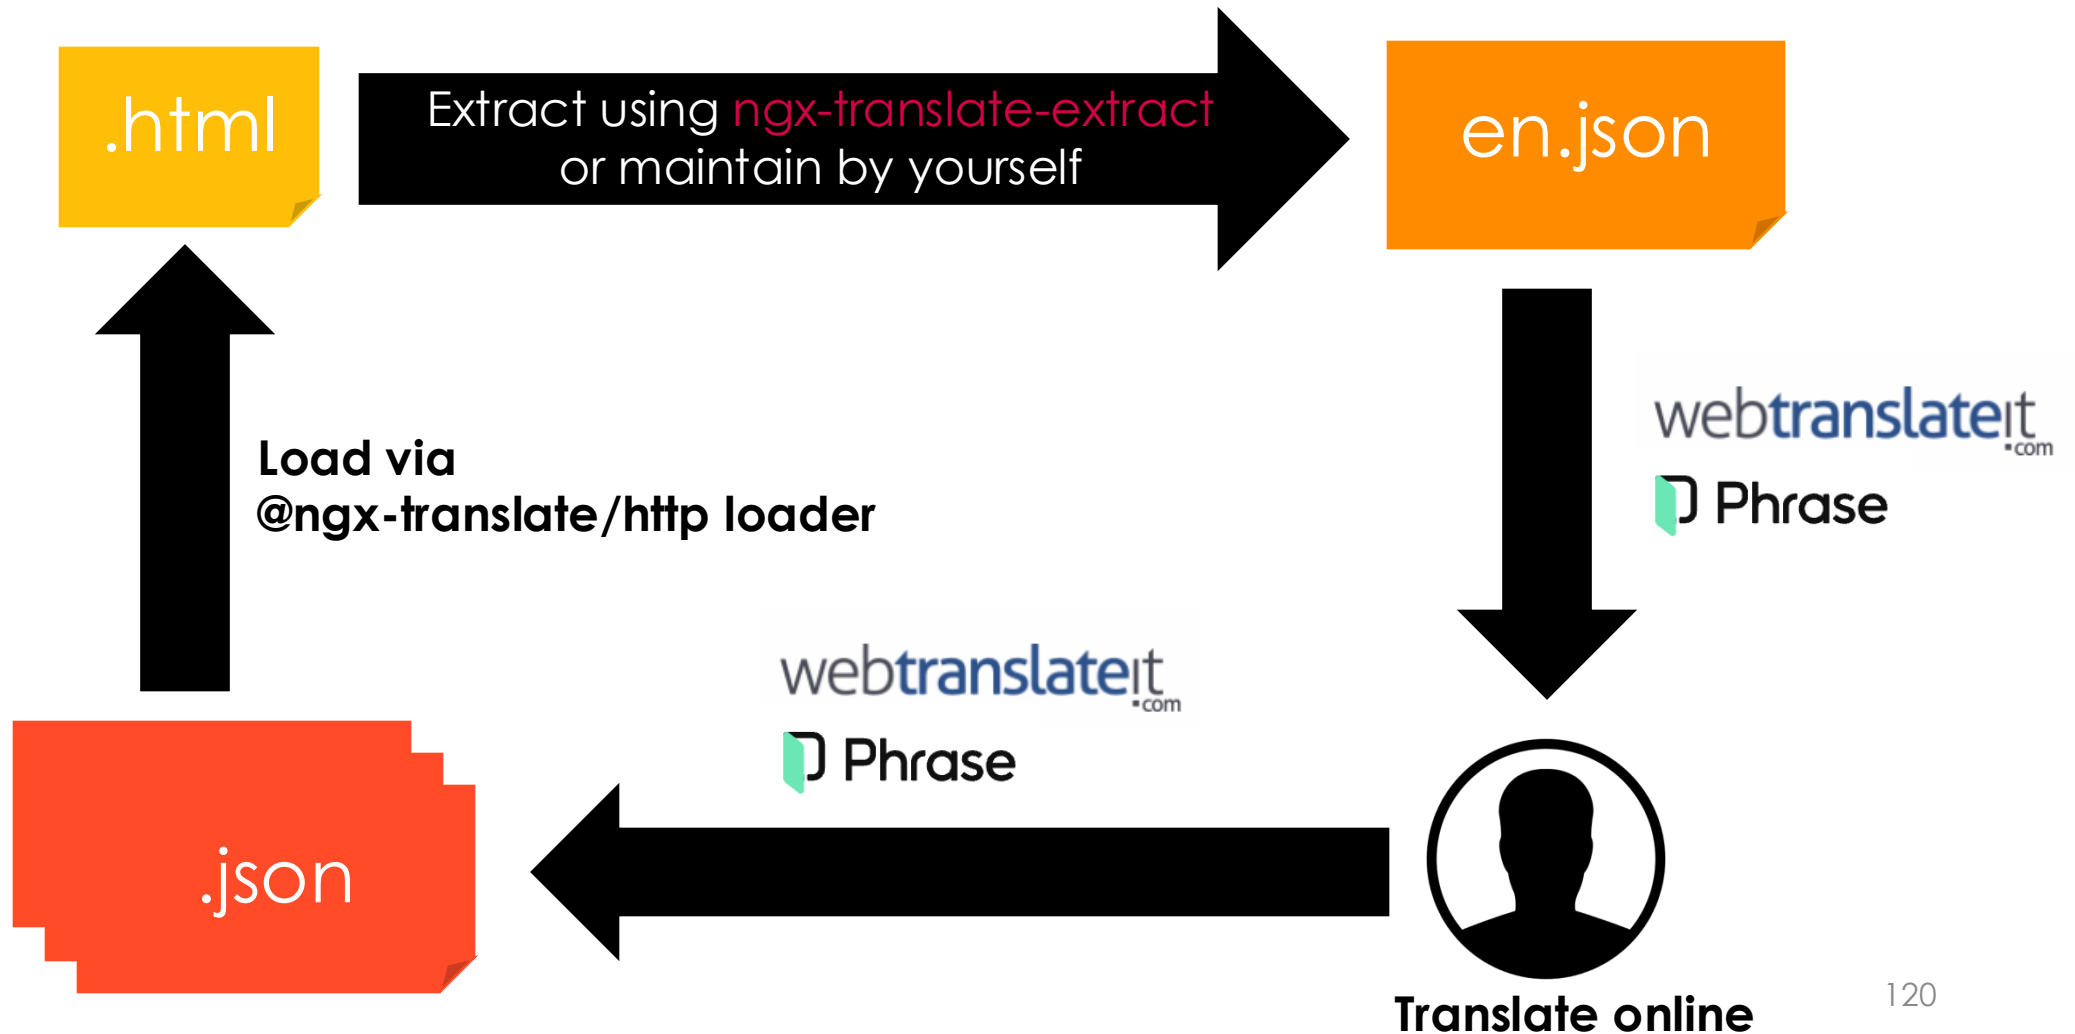 .html
Extract using ngx-translate-extract
or maintain by yourself
en.json
webtranslateit
.com
Phrase
Load via
@ngx-translate/http loader
webtranslateit
.com
Phrase
.json
Translate online
120